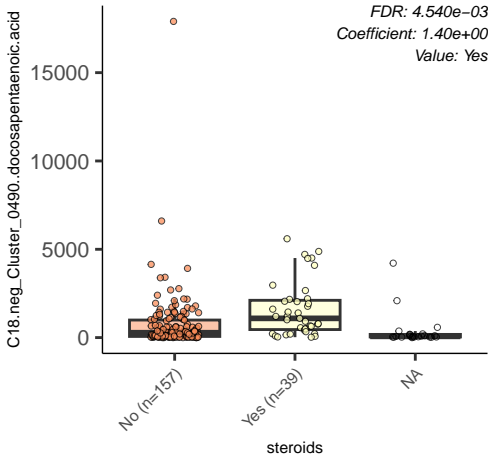 FDR: 4.540e−03
Coefficient: 1.40e+00
Value: Yes
C18.neg_Cluster_0490..docosapentaenoic.acid
15000
10000
5000
0
No (n=157)
Yes (n=39)
NA
steroids